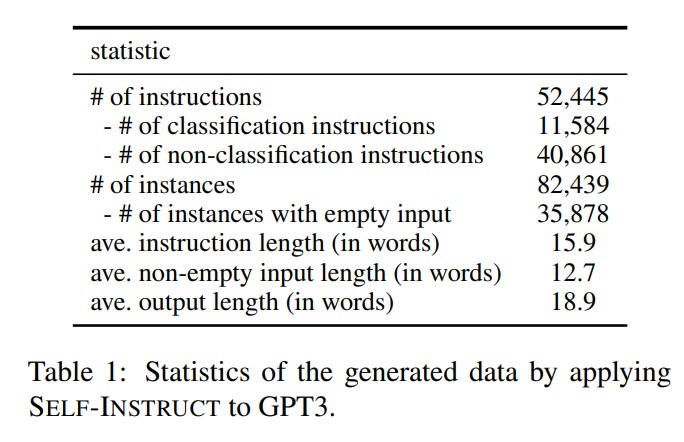 statistic
# of instructions 52,445
- # of classification instructions 11,584
- # of non-classification instructions 40,861
# of instances 82,439
- # of instances with empty input 35,878
ave. instruction length (in words) 15.9
ave. non-empty input length (in words) 12.7
ave. output length (in words) 18.9
Table 1: Statistics of the generated data by applying
SELF-INSTRUCT to GPT3.